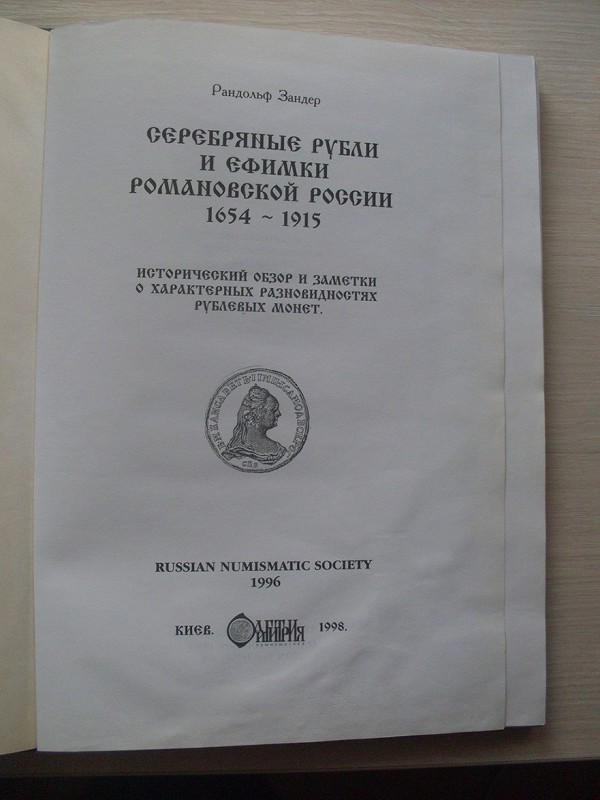 Рандольф Зандер
СЕРЕБРЯНЫЕ РУБЛИ
И ЕФИМКИ
РОМАНОВСКОЙ РОССИИ
1654 ~ 1915
ИСТОРИЧЕСКИЙ ОБЗОР И ЗАМЕТКИ
О ХАРАКТЕРНЫХ РАЗНОВИДНОСТЯХ
РУБЛЕВЫХ МОНЕТ.
СПБ
RUSSIAN NUMISMATIC SOCIETY
1996
КИЕВ. 1998.